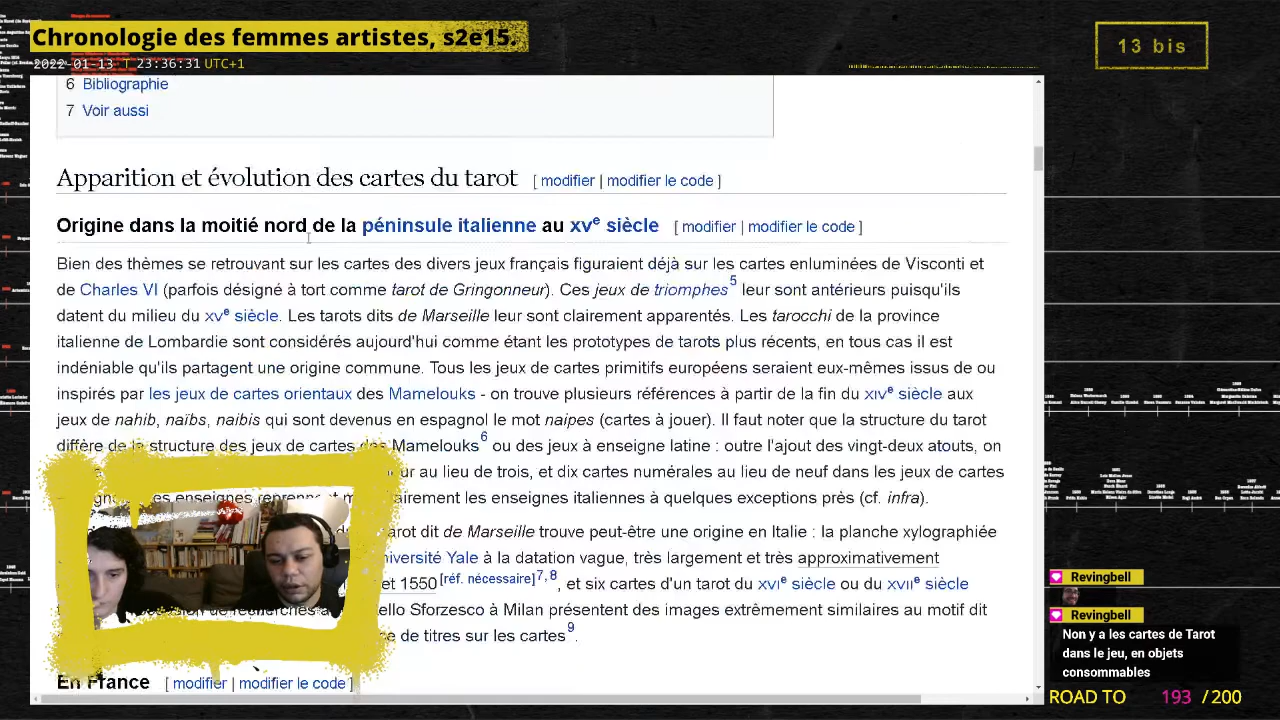 Chronologie des femmes artistes, s2e15.
2022-01-13 T 23:36:31 UTC+1
13 bis
6 Bibliographie
7 Voir aussi
Apparition et évolution des cartes du tarot [ modifier | modifier le code ]
Origine dans la moitié nord de la péninsule italienne au XVe siècle [ modifier | modifier le code ]
Bien des thèmes se retrouvant sur les cartes des divers jeux français figuraient déjà sur les cartes enluminées de Visconti et
de Charles VI (parfois désigné à tort comme tarot de Gringonneur). Ces jeux de triomphes5 leur sont antérieurs puisqu'ils
datent du milieu du XVe siècle. Les tarots dits de Marseille leur sont clairement apparentés. Les tarocchi de la province
italienne de Lombardie sont considérés aujourd'hui comme étant les prototypes de tarots plus récents, en tous cas il est
indéniable qu'ils partagent une origine commune. Tous les jeux de cartes primitifs européens seraient eux-mêmes issus de ou
inspirés par les jeux de cartes orientaux des Mamelouks - on trouve plusieurs références à partir de la fin du XIVe siècle aux
jeux de nahib, naïbs, naibis qui sont devenus en espagnol le mot naipes (cartes à jouer). Il faut noter que la structure du tarot
diffère de la structure des jeux de cartes des Mamelouks6 ou des jeux à enseigne latine : outre l'ajout des vingt-deux atouts, on
ur au lieu de trois, et dix cartes numérales au lieu de neuf dans les jeux de cartes
es enseignes reprennent airement les enseignes italiennes à quelques exceptions près (cf. infra).
arot dit de Marseille trouve peut-être une origine en Italie : la planche xylographiée
niversité Yale à la datation vague, très largement et très approximativement
et 1550[réf. nécessaire]7,8, et six cartes d'un tarot du XVIe siècle ou du XVIIe siècle
de recherches a ello Sforzesco à Milan présentent des images extrêmement similaires au motif dit
ce de titres sur les cartes9.
En France [ modifier | modifier le code ]
Revingbell
Revingbell
Non y a les cartes de Tarot
dans le jeu, en objets
consommables
ROAD TO 193 / 200